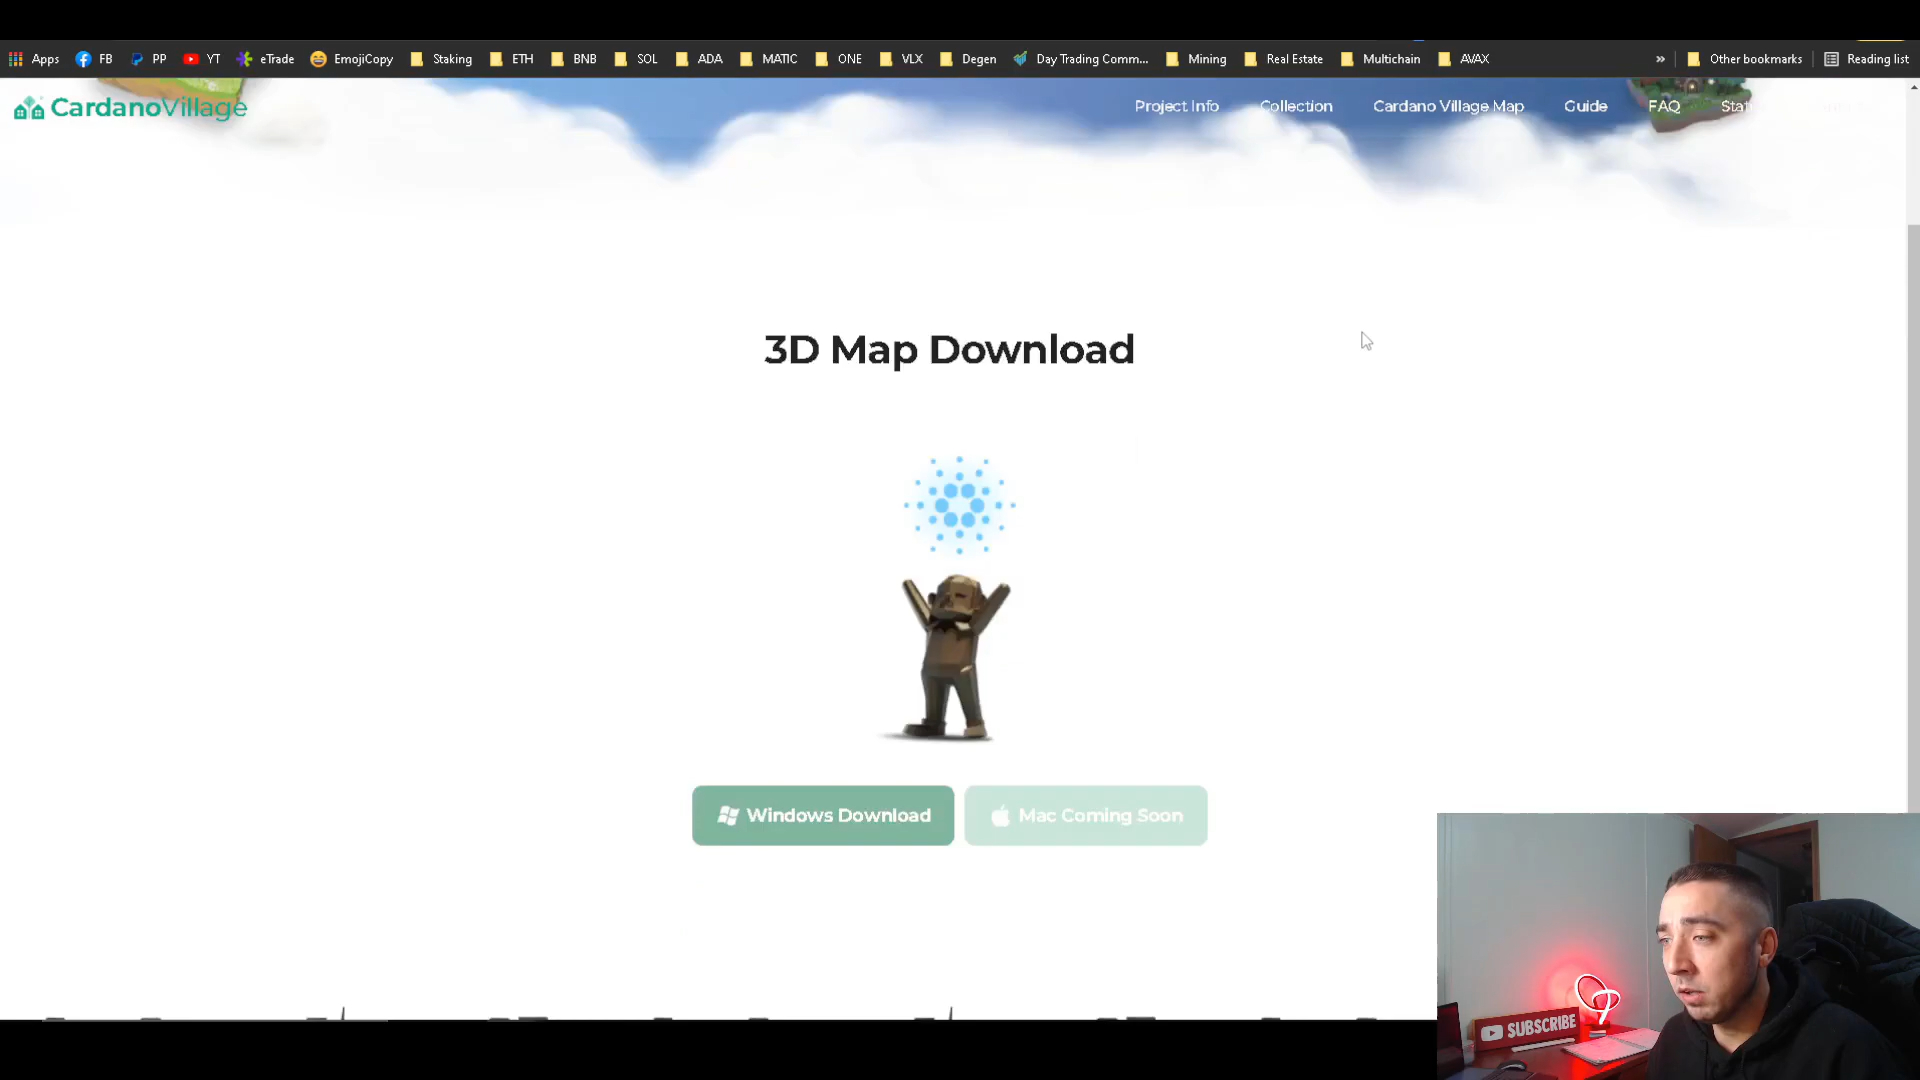 Apps FB PP YT eTrade EmojiCopy Staking ETH BNB SOL ADA MATIC ONE VLX Degen Day Trading Comm... Mining Real Estate Multichain AVAX » Other bookmarks Reading list
CardanoVillage Project Info Collection Cardano Village Map Guide FAQ
3D Map Download
Windows Download Mac Coming Soon
SUBSCRIBE